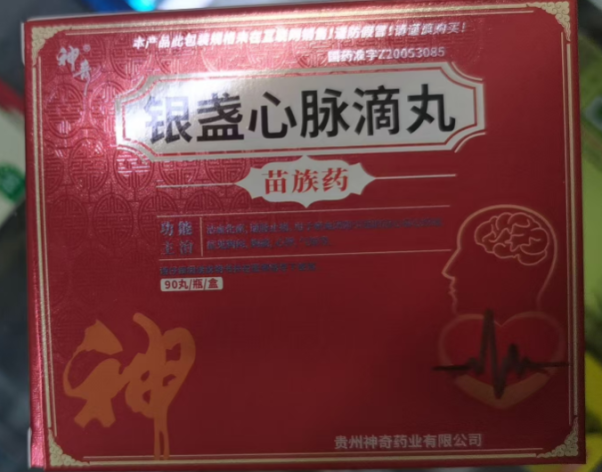 神奇®
本产品此包装规格未在互联网销售！谨防假冒！请谨慎购买！
国药准字Z20053085
银盏心脉滴丸
苗族药
功能
主治
90丸/瓶/盒
神
贵州神奇药业有限公司